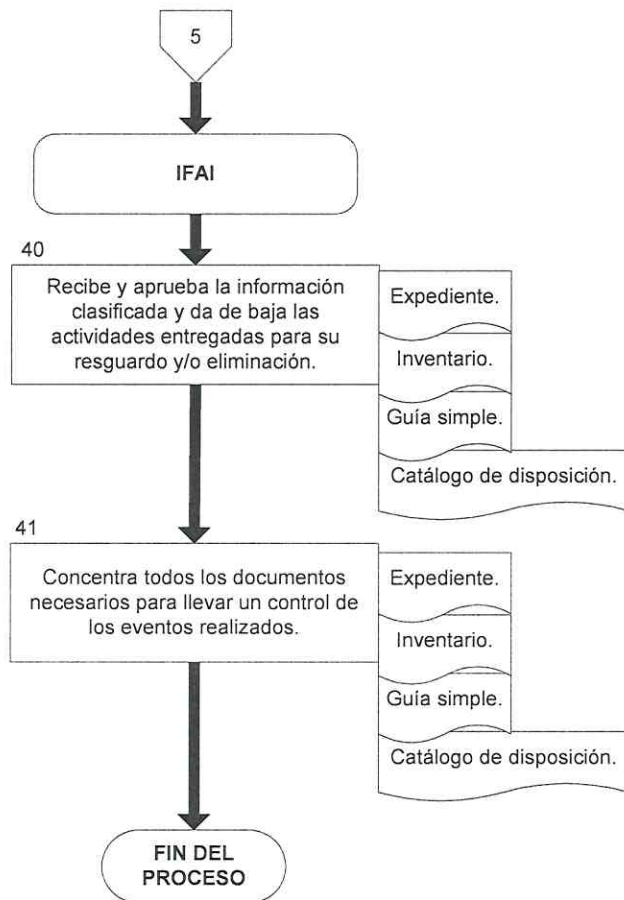 5
IFAI
40
Recibe y aprueba la información
clasificada y da de baja las
actividades entregadas para su
resguardo y/o eliminación.
Expediente.
Inventario.
Guía simple.
Catálogo de disposición.
41
Concentra todos los documentos
necesarios para llevar un control de
los eventos realizados.
Expediente.
Inventario.
Guía simple.
Catálogo de disposición.
FIN DEL
PROCESO